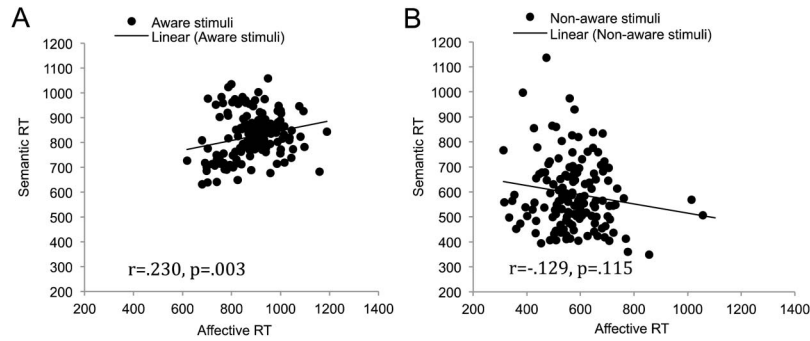 A
Aware stimuli
Linear (Aware stimuli)
1200
1100
1000
900
800
700
600
500
400
300
200
Semantic RT
r=.230, p=.003
200 400 600 800 1000 1200 1400
Affective RT
B
Non-aware stimuli
Linear (Non-aware stimuli)
1200
1100
1000
900
800
700
600
500
400
300
200
Semantic RT
r=-.129, p=.115
200 400 600 800 1000 1200 1400
Affective RT